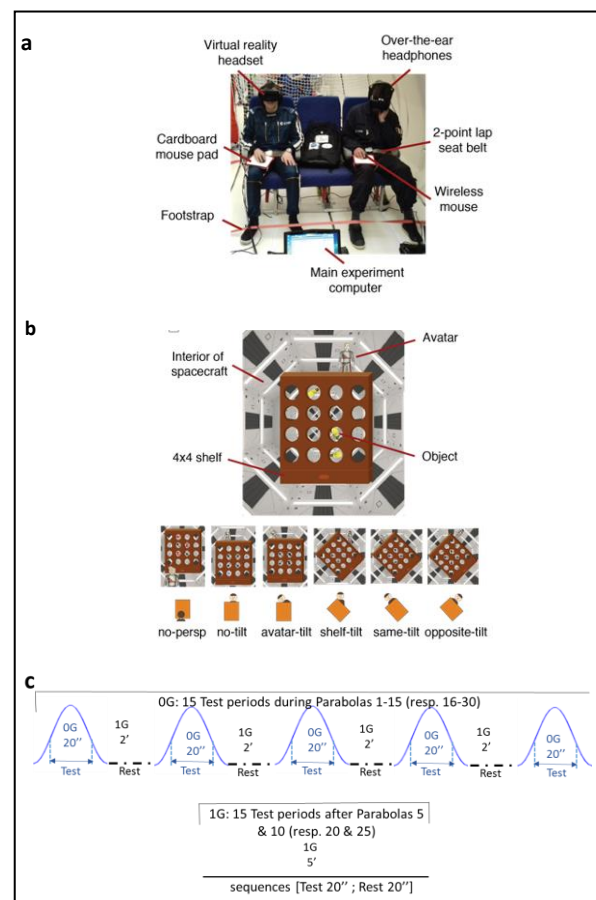 a
Virtual reality
headset
Over-the-ear
headphones
Cardboard
mouse pad
2-point lap
seat belt
Wireless
mouse
Footstrap
Main experiment
computer
b
Avatar
Interior of
spacecraft
4x4 shelf
Object
no-persp no-tilt avatar-tilt shelf-tilt same-tilt opposite-tilt
c
0G: 15 Test periods during Parabolas 1-15 (resp. 16-30)
0G 1G 0G 1G 0G 1G 0G 1G 0G
20'' 2' 20'' 2' 20'' 2' 20'' 2' 20''
Test Rest Test Rest Test Rest Test Rest Test
1G: 15 Test periods after Parabolas 5
& 10 (resp. 20 & 25)
1G
5'
sequences [Test 20'' ; Rest 20'']